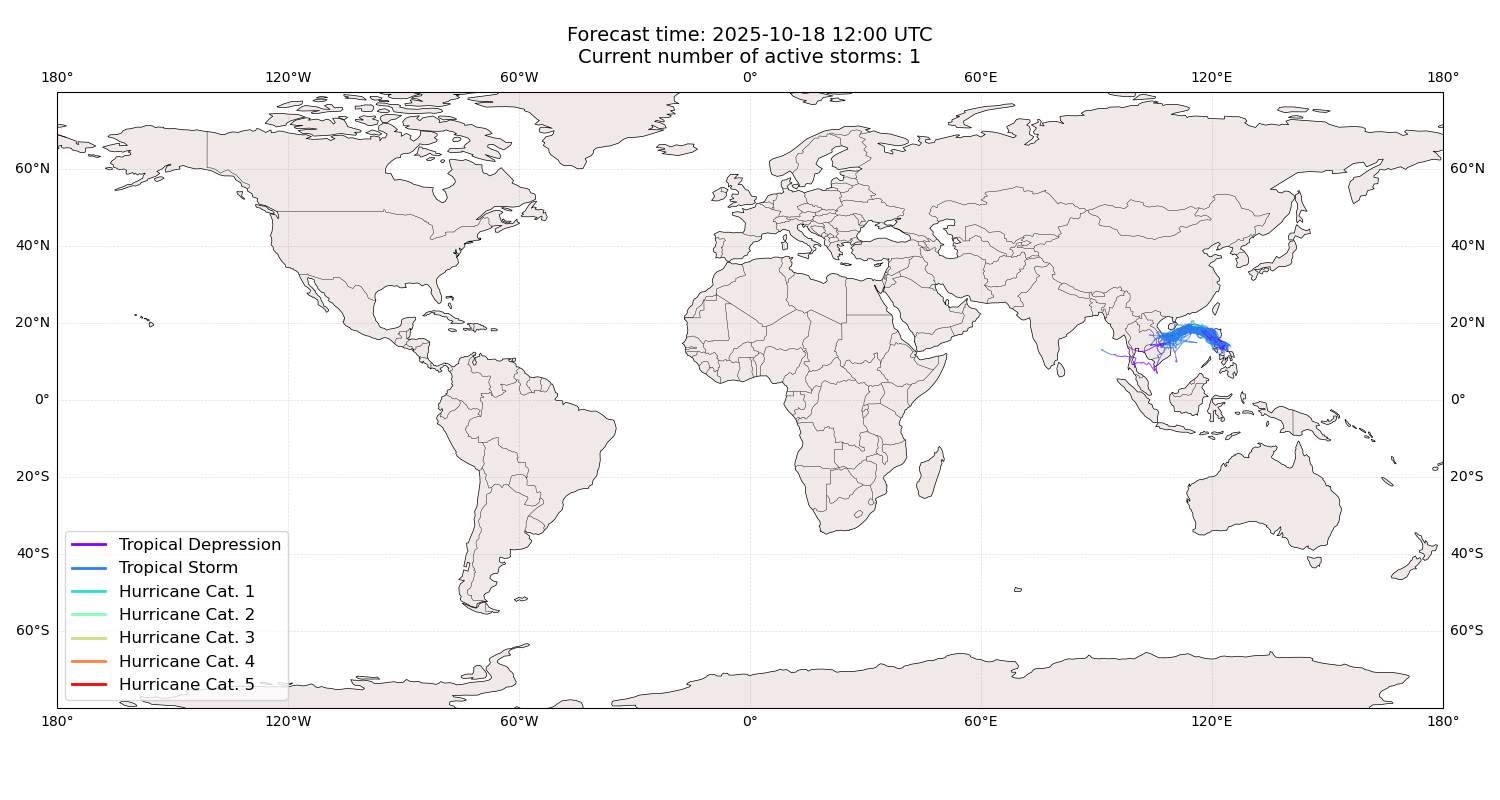 Forecast time: 2025-10-18 12:00 UTC
Current number of active storms: 1
180° 120°W 60°W 0° 60°E 120°E 180°
60°N 60°N
40°N 40°N
20°N 20°N
0° 0°
20°S 20°S
40°S 40°S
60°S 60°S
Tropical Depression
Tropical Storm
Hurricane Cat. 1
Hurricane Cat. 2
Hurricane Cat. 3
Hurricane Cat. 4
Hurricane Cat. 5
180° 120°W 60°W 0° 60°E 120°E 180°